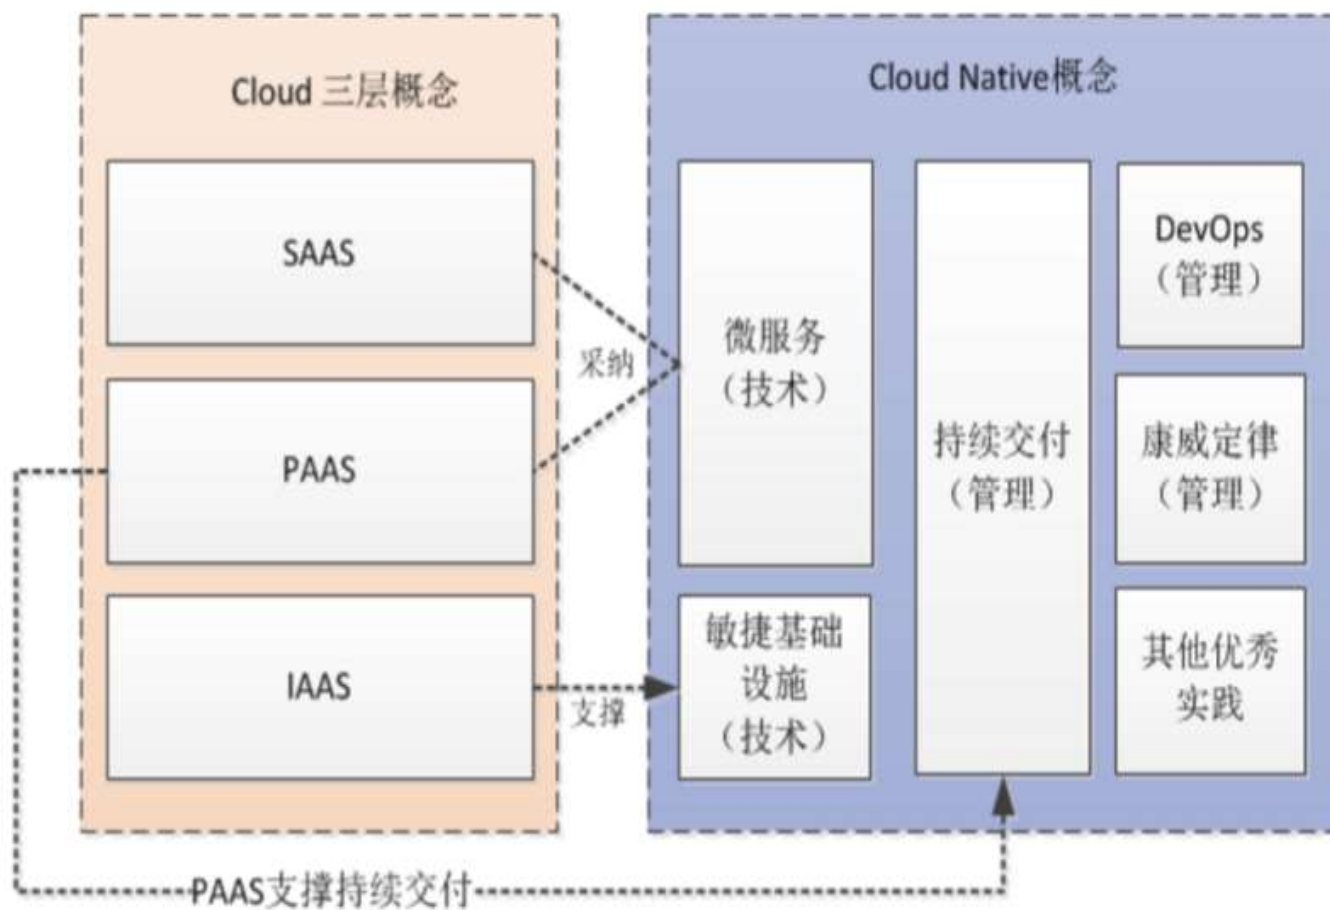 Cloud 三层概念
SAAS
PAAS
IAAS
采纳
支撑
Cloud Native概念
微服务
（技术）
敏捷基础
设施
（技术）
持续交付
（管理）
DevOps
（管理）
康威定律
（管理）
其他优秀
实践
PAAS支撑持续交付